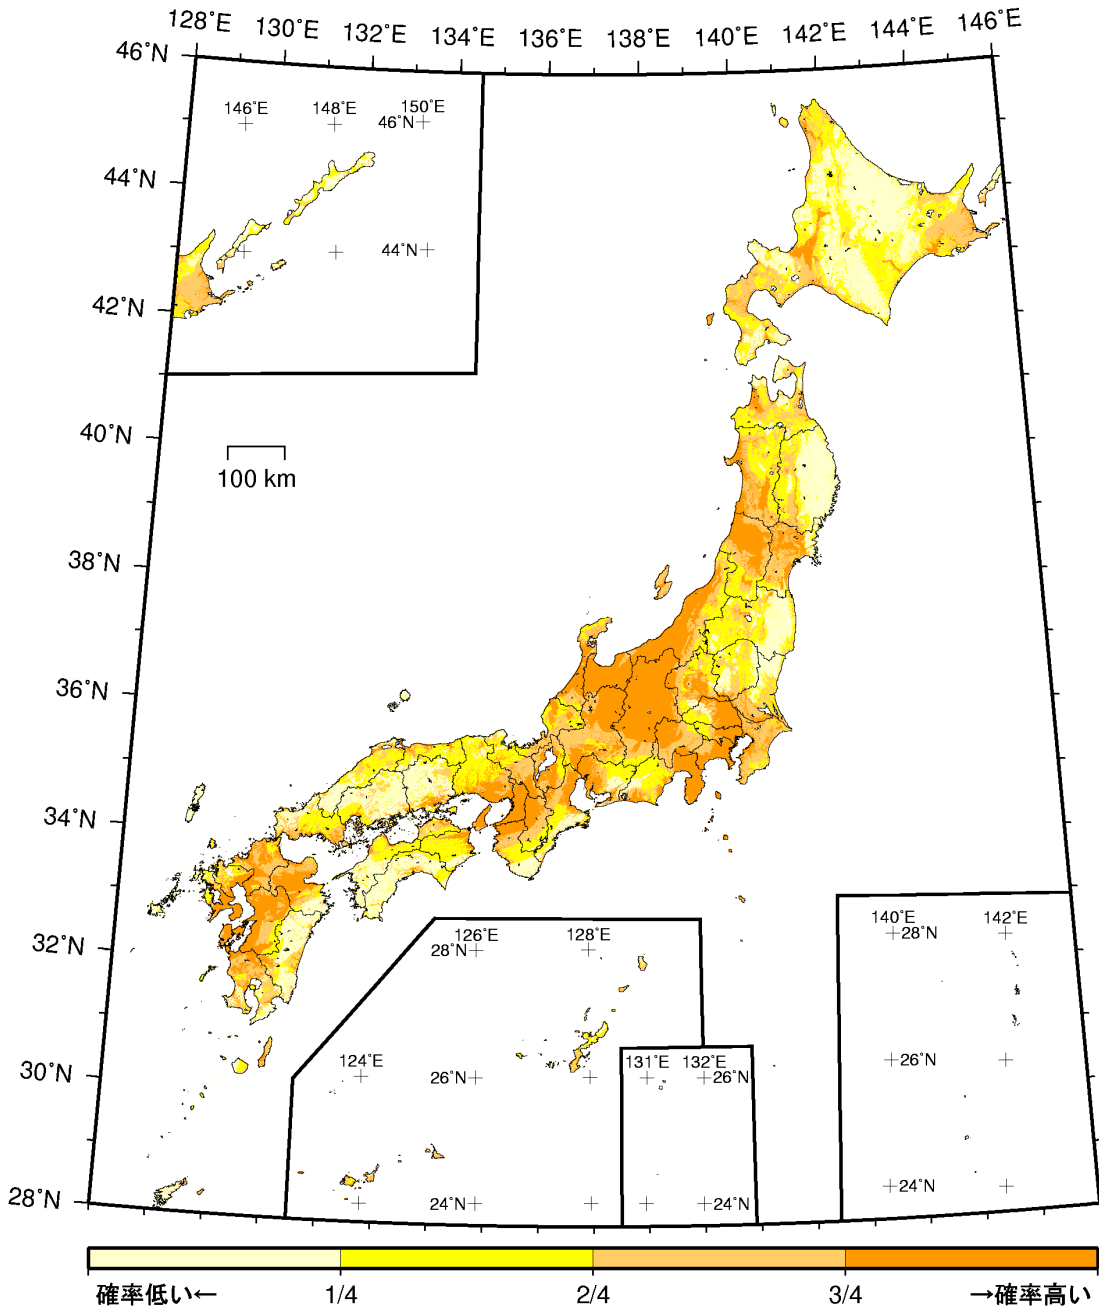 128°E 130°E 132°E 134°E 136°E 138°E 140°E 142°E 144°E 146°E
46°N
146°E 148°E 150°E
46°N
44°N
44°N
42°N
40°N
100 km
38°N
36°N
34°N
140°E 142°E
28°N
126°E 128°E
28°N
32°N
124°E 131°E 132°E
26°N
30°N
26°N 26°N
28°N
24°N 24°N 24°N
確率低い← 1/4 2/4 3/4 →確率高い